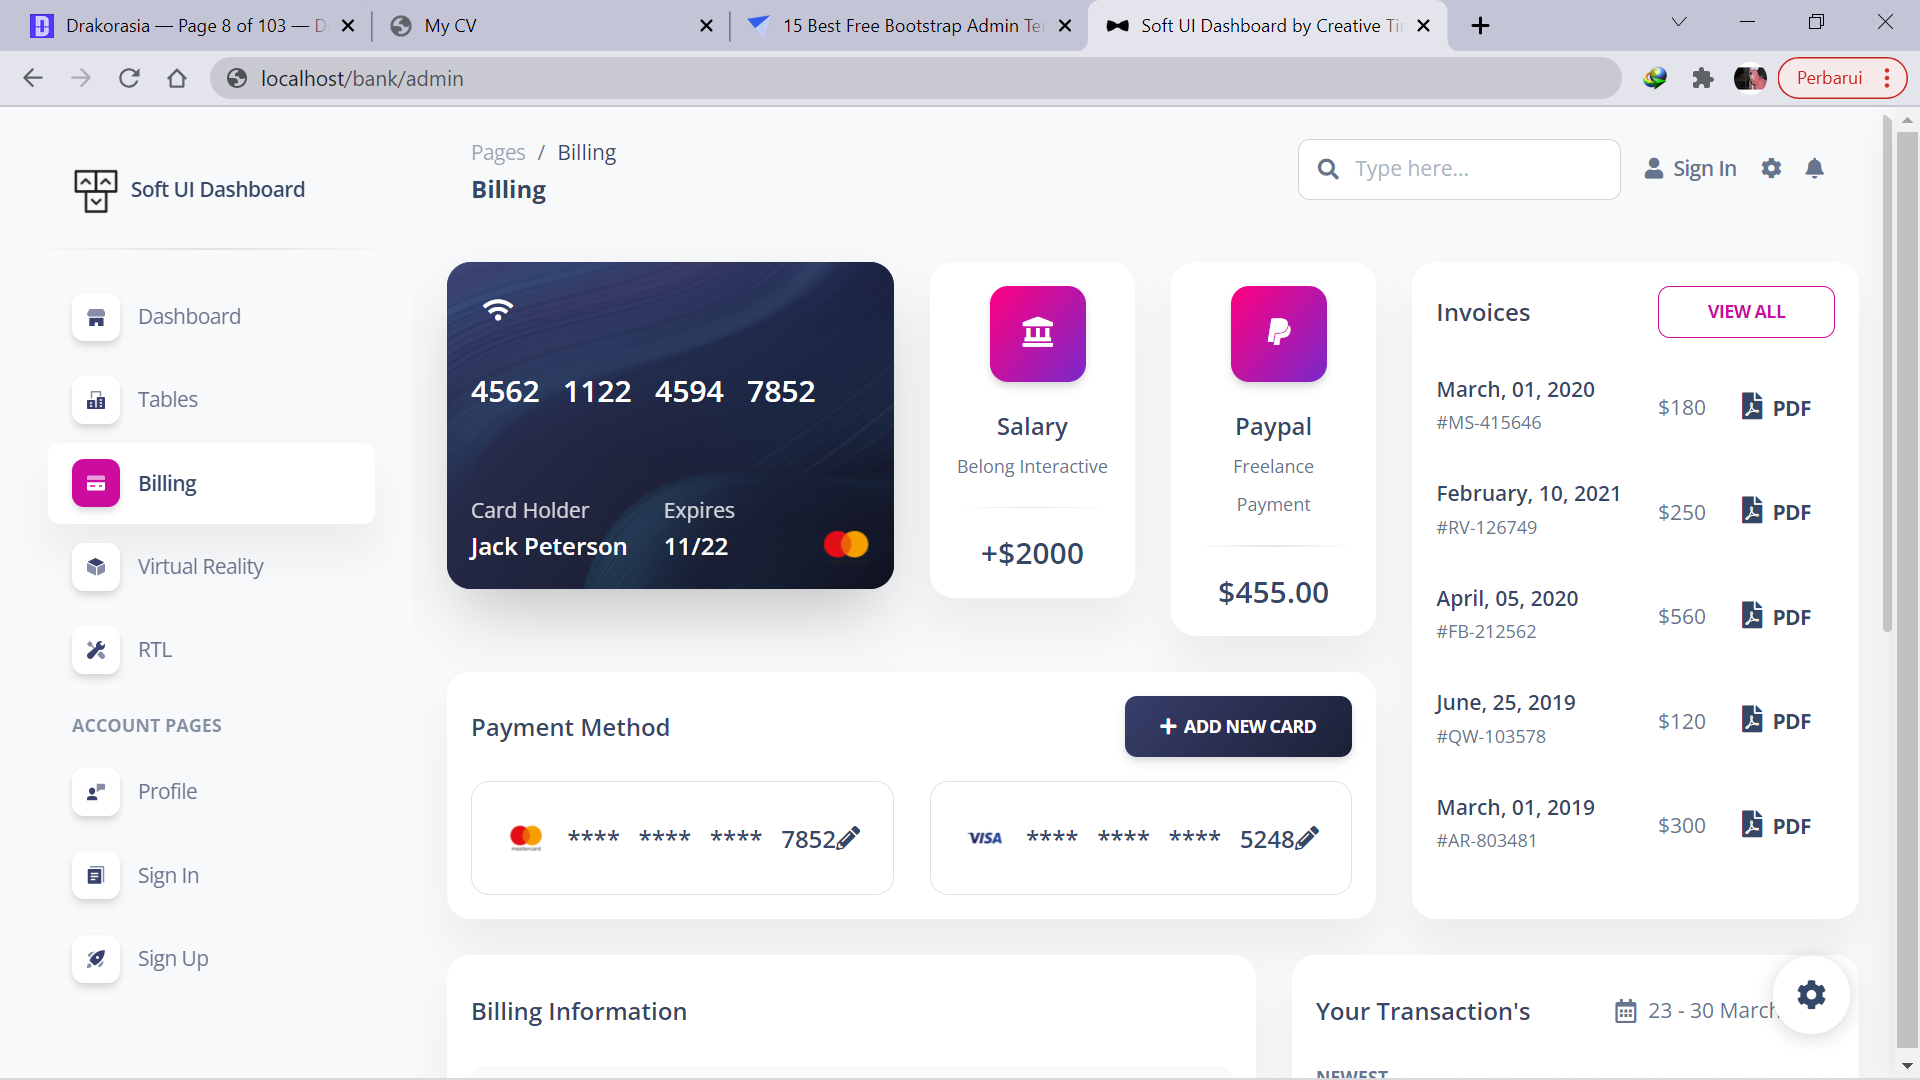 Drakorasia — Page 8 of 103 — D
My CV
15 Best Free Bootstrap Admin Te
Soft UI Dashboard by Creative Ti
localhost/bank/admin
Perbarui
Soft UI Dashboard
Pages / Billing
Billing
Type here...
Sign In
Dashboard
Tables
Billing
Virtual Reality
RTL
ACCOUNT PAGES
Profile
Sign In
Sign Up
4562 1122 4594 7852
Card Holder
Jack Peterson
Expires
11/22
Salary
Belong Interactive
+$2000
Paypal
Freelance
Payment
$455.00
Invoices
VIEW ALL
March, 01, 2020
#MS-415646
$180
PDF
February, 10, 2021
#RV-126749
$250
PDF
April, 05, 2020
#FB-212562
$560
PDF
June, 25, 2019
#QW-103578
$120
PDF
March, 01, 2019
#AR-803481
$300
PDF
Payment Method
ADD NEW CARD
mastercard
**** **** **** 7852
VISA
**** **** **** 5248
Billing Information
Your Transaction's
23 - 30 March
NEWEST